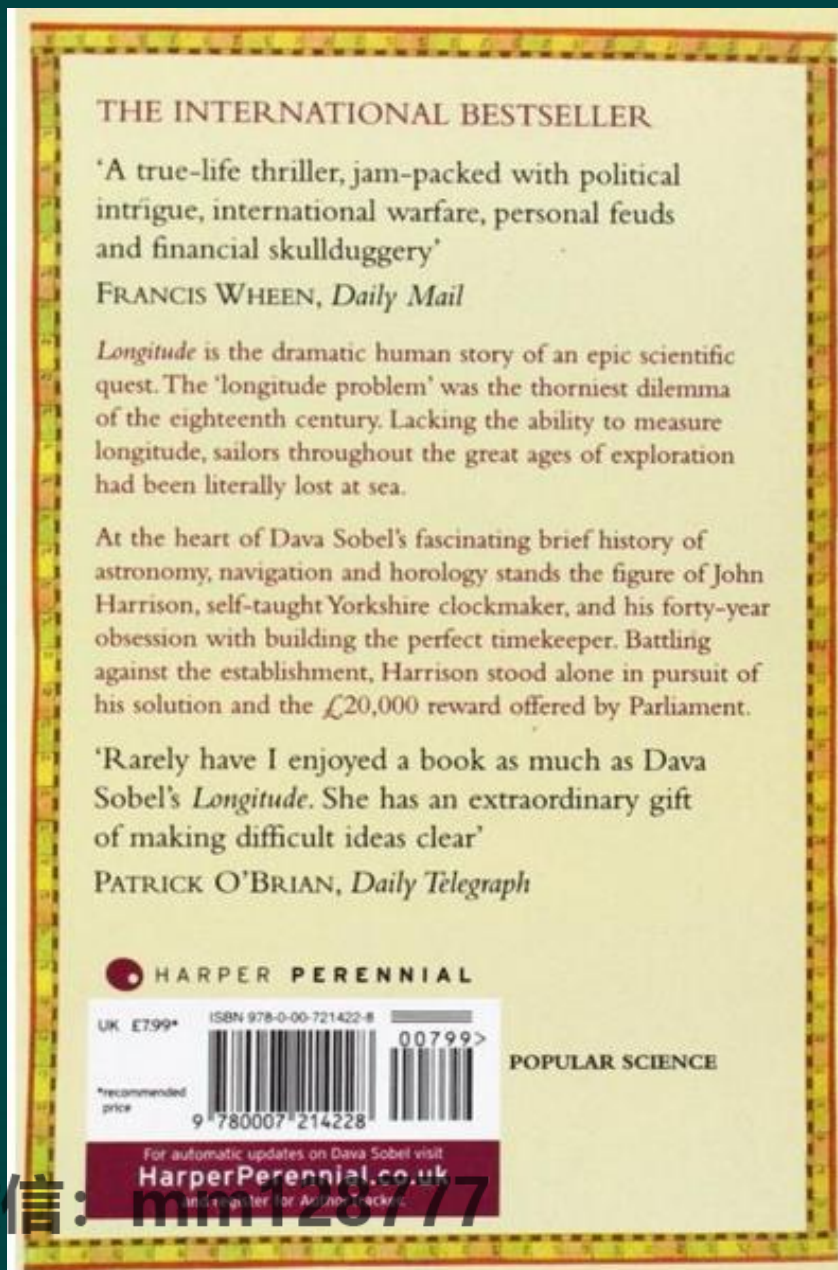 THE INTERNATIONAL BESTSELLER
‘A true-life thriller, jam-packed with political
intrigue, international warfare, personal feuds
and financial skullduggery’
FRANCIS WHEEN, Daily Mail
Longitude is the dramatic human story of an epic scientific
quest. The ‘longitude problem’ was the thorniest dilemma
of the eighteenth century. Lacking the ability to measure
longitude, sailors throughout the great ages of exploration
had been literally lost at sea.
At the heart of Dava Sobel’s fascinating brief history of
astronomy, navigation and horology stands the figure of John
Harrison, self-taught Yorkshire clockmaker, and his forty-year
obsession with building the perfect timekeeper. Battling
against the establishment, Harrison stood alone in pursuit of
his solution and the £20,000 reward offered by Parliament.
‘Rarely have I enjoyed a book as much as Dava
Sobel’s Longitude. She has an extraordinary gift
of making difficult ideas clear’
PATRICK O’BRIAN, Daily Telegraph
HARPER PERENNIAL
UK £7.99*
ISBN 978-0-00-721422-8
00799>
*recommended
price
9 780007 214228
POPULAR SCIENCE
For automatic updates on Dava Sobel visit
HarperPerennial.co.uk
and register for AuthorTracker.
信: mm128777